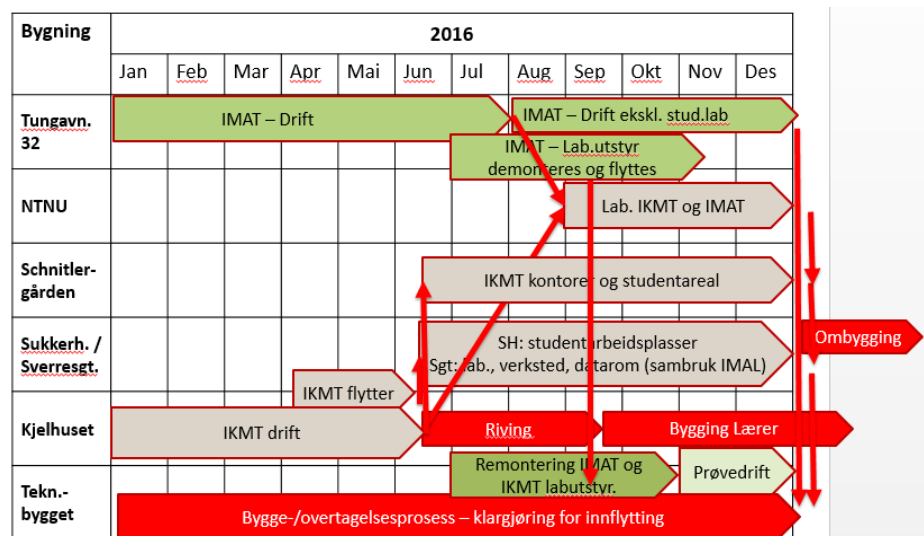 Bygning
2016
Jan Feb Mar Apr Mai Jun Jul Aug Sep Okt Nov Des
Tungavn.
32
IMAT – Drift
IMAT – Drift ekskl. stud.lab
IMAT – Lab.utstyr
demonteres og flyttes
NTNU
Lab. IKMT og IMAT
Schnitler-
gården
IKMT kontorer og studentareal
Sukkerh. /
Sverresgt.
SH: studentarbeidsplasser
Sgt: lab., verksted, datarom (sambruk IMAL)
Ombygging
IKMT flytter
Kjelhuset
IKMT drift
Riving
Bygging Lærer
Tekn.-
bygget
Remontering IMAT og
IKMT labutstyr.
Prøvedrift
Bygge-/overtagelsesprosess – klargjøring for innflytting